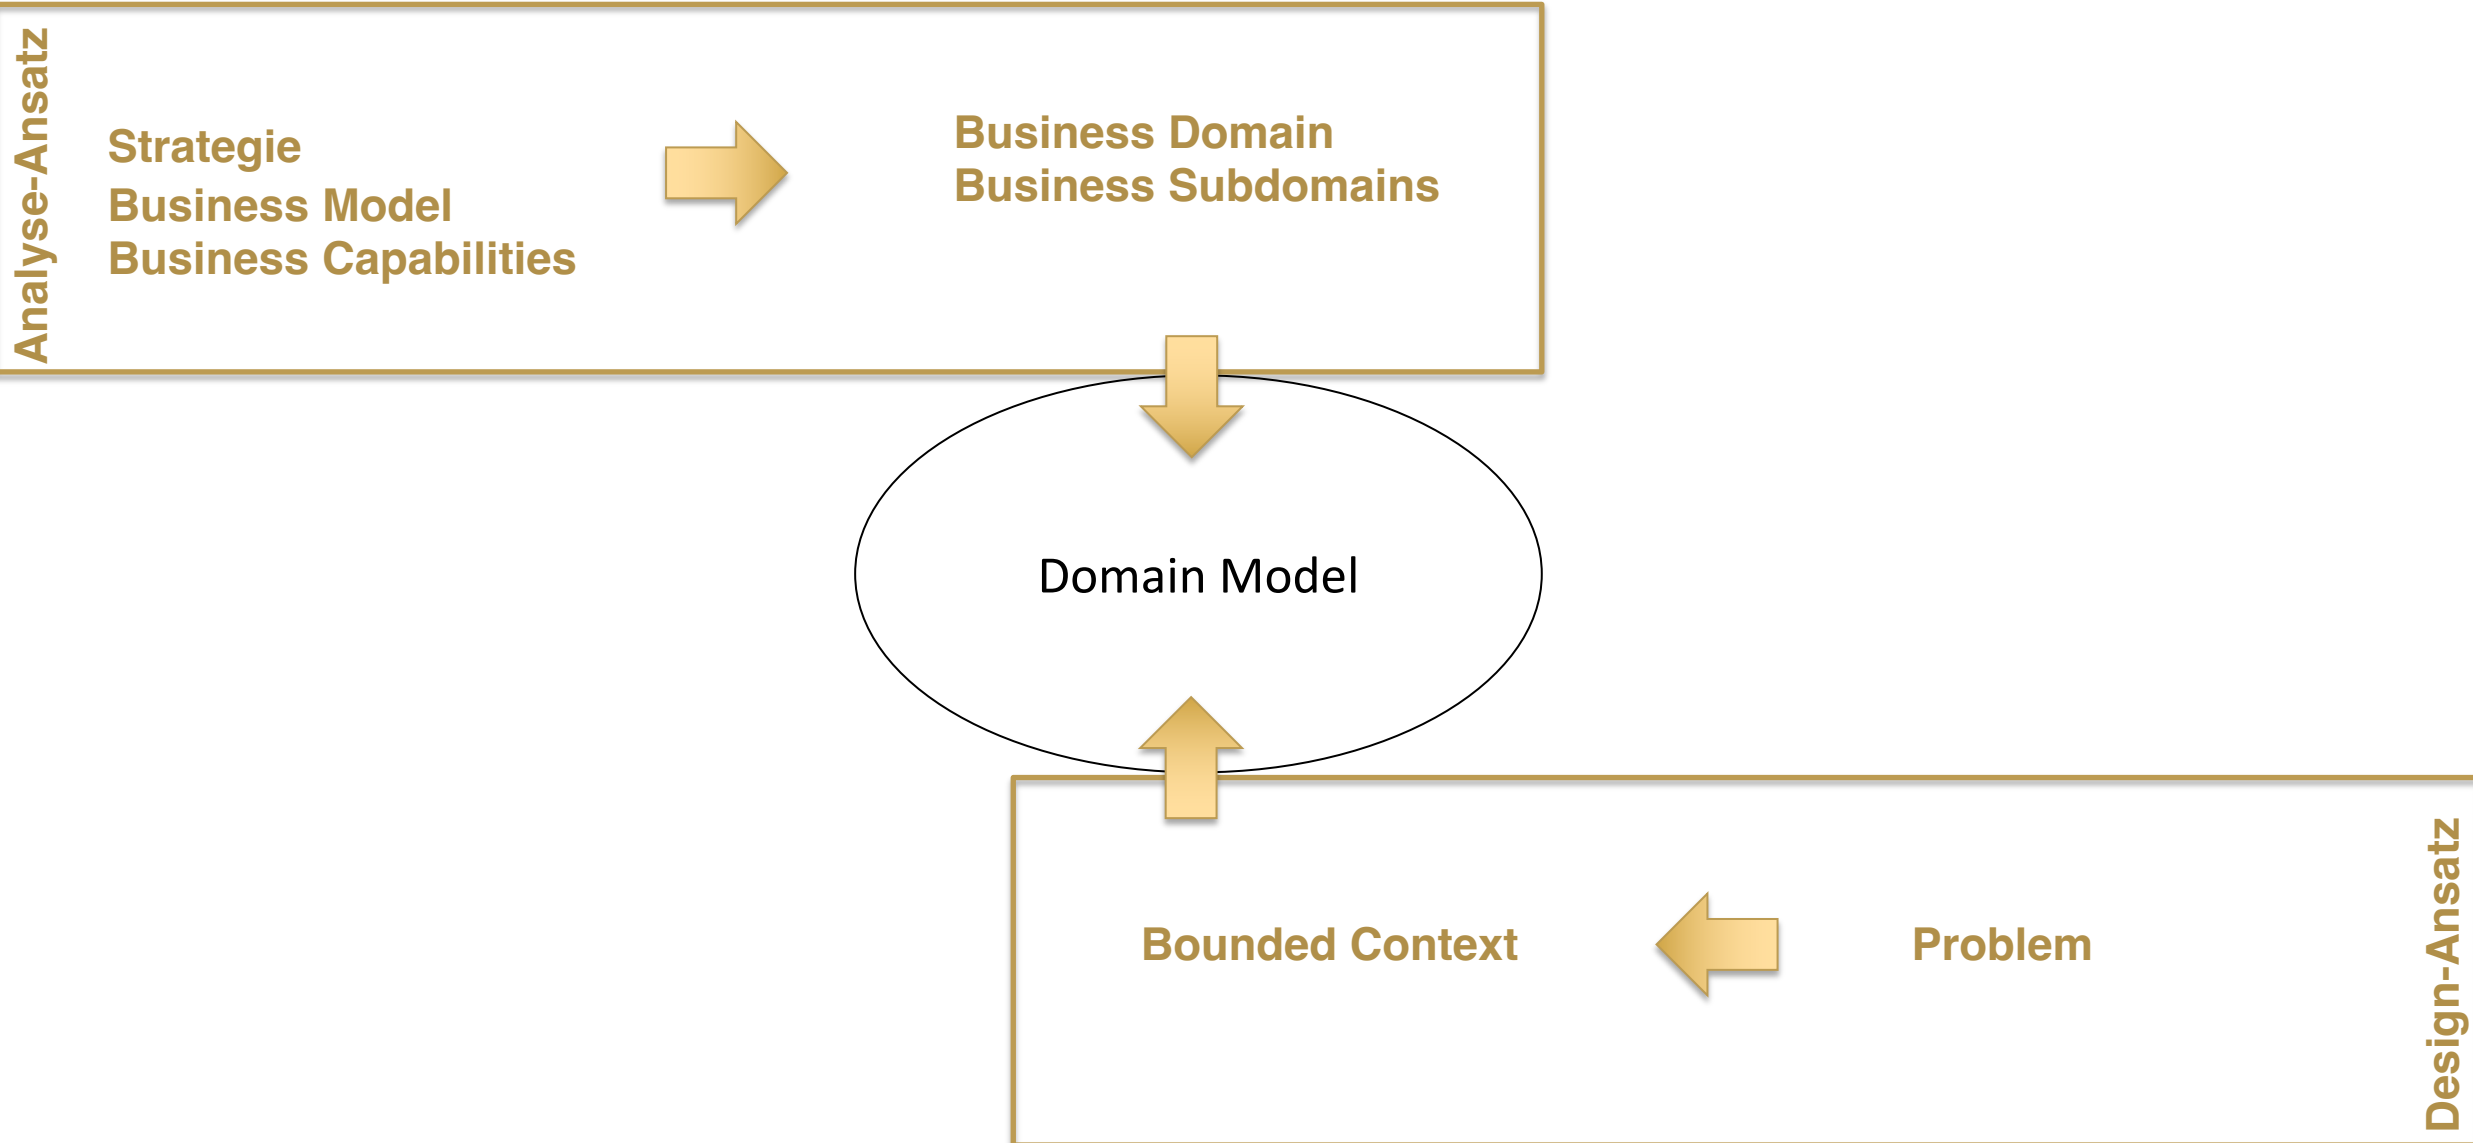 Analyse-Ansatz
Strategie
Business Model
Business Capabilities
Business Domain
Business Subdomains
Domain Model
Bounded Context
Problem
Design-Ansatz